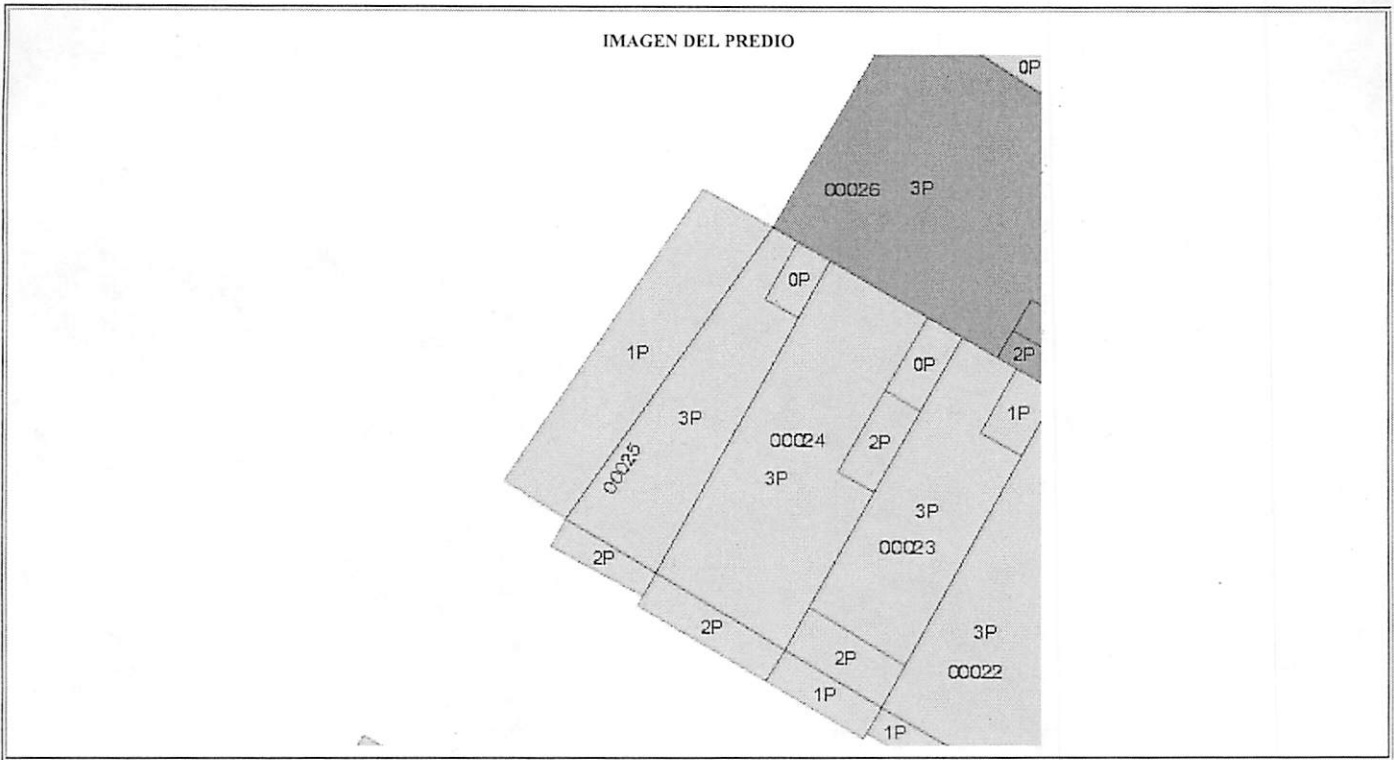 IMAGEN DEL PREDIO
0P
00026 3P
0P
1P
2P
0P
1P
3P
00024
2P
00025
3P
3P
00023
2P
2P
3P
2P
00022
1P
1P